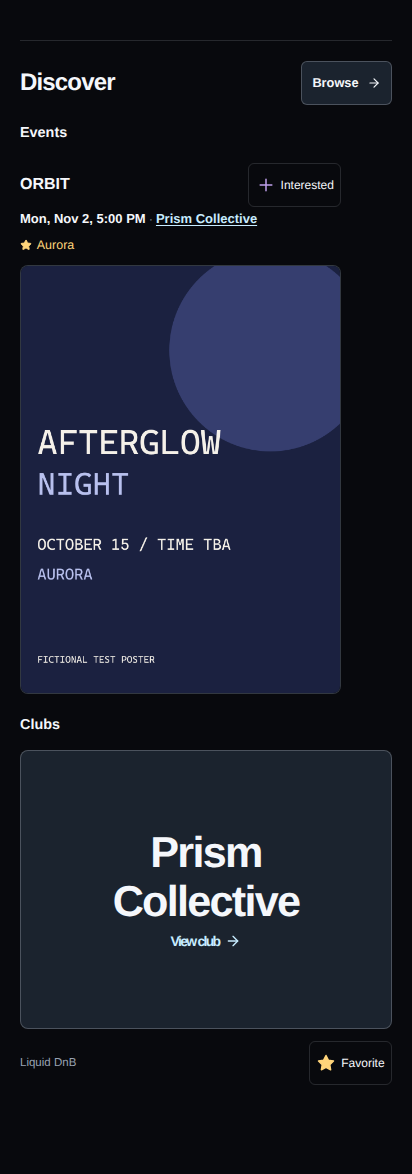 Discover
Browse
Events
ORBIT
Interested
Mon, Nov 2, 5:00 PM · Prism Collective
Aurora
AFTERGLOW
NIGHT
OCTOBER 15 / TIME TBA
AURORA
FICTIONAL TEST POSTER
Clubs
Prism
Collective
View club
Liquid DnB
Favorite